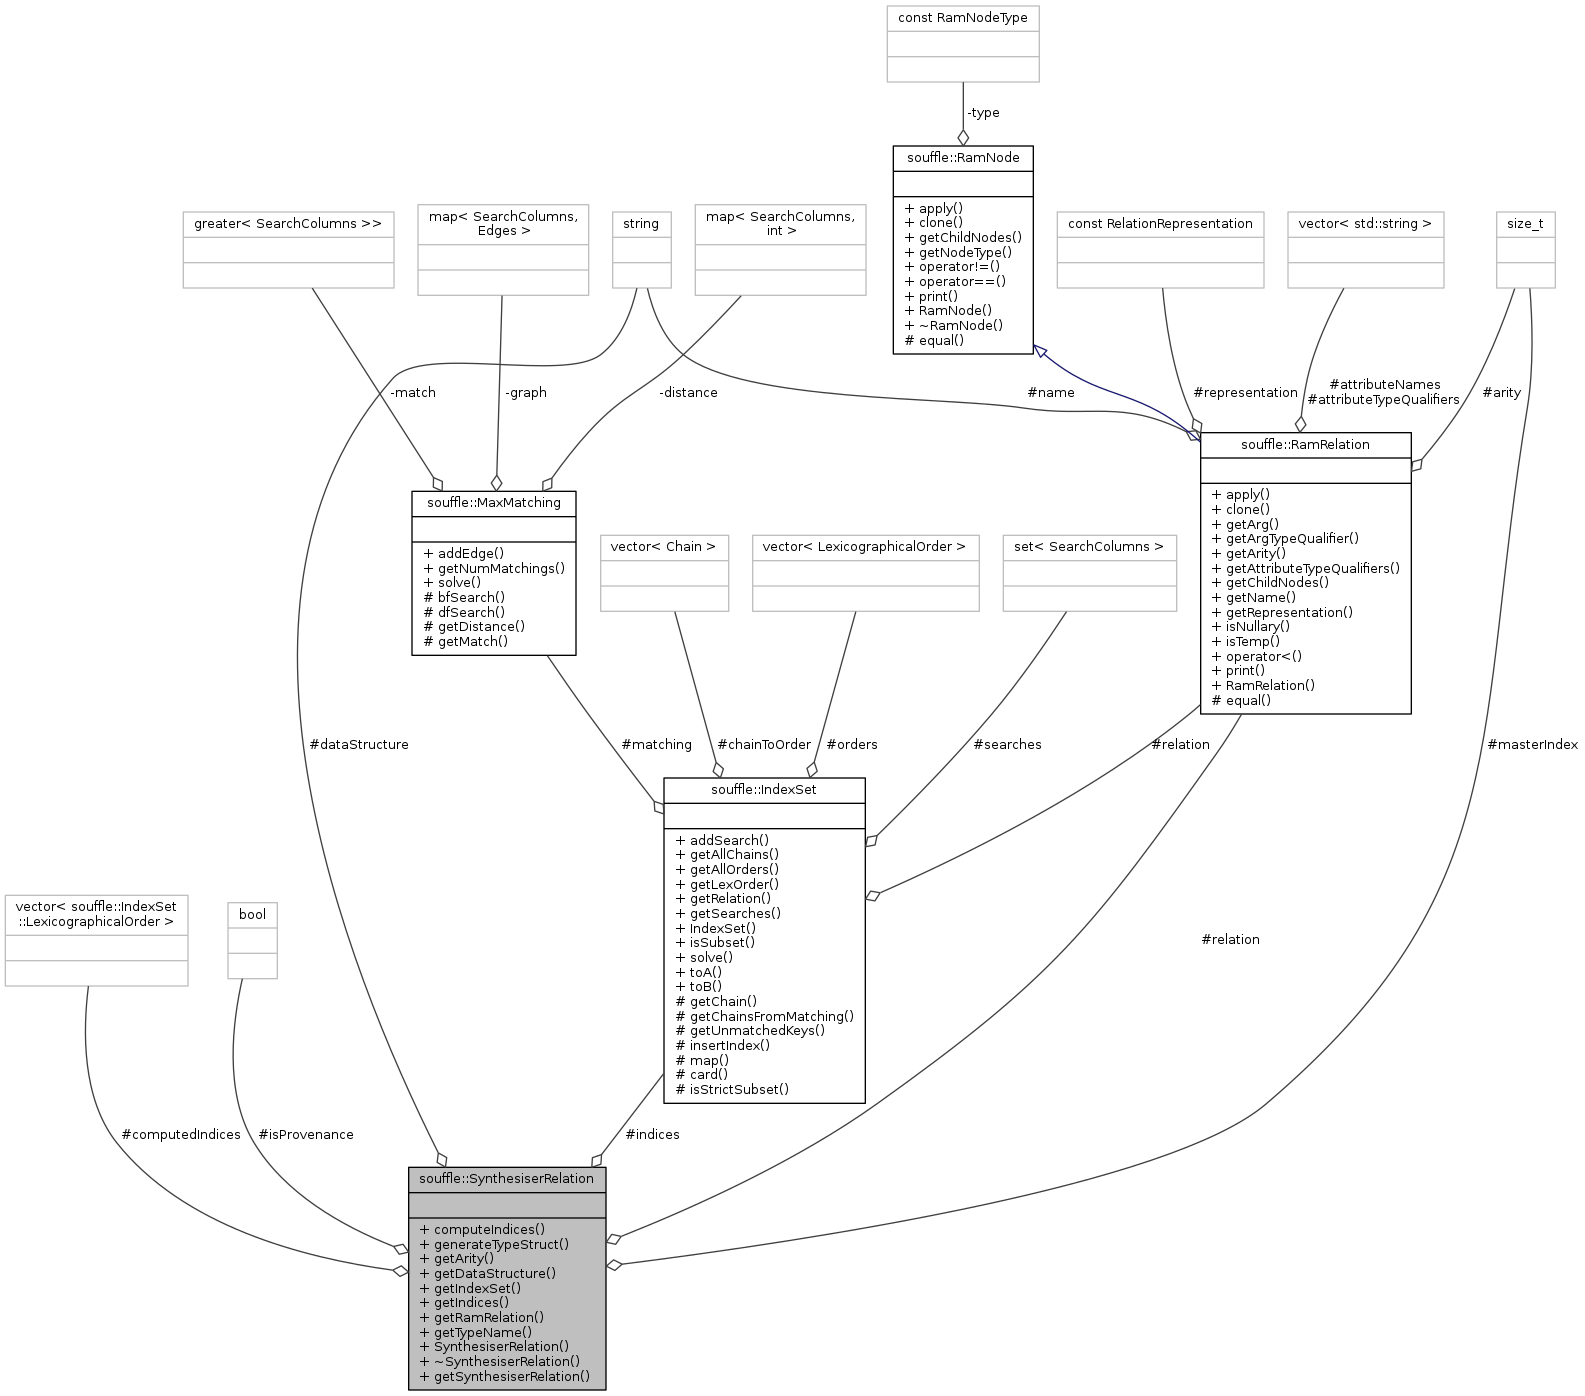 const RamNodeType
-type
souffle::RamNode
+ apply()
+ clone()
+ getChildNodes()
+ getNodeType()
+ operator!=()
+ operator==()
+ print()
+ RamNode()
+ ~RamNode()
# equal()
greater< SearchColumns >>
map< SearchColumns,
Edges >
string
map< SearchColumns,
int >
const RelationRepresentation
vector< std::string >
size_t
-match
-graph
-distance
#name
#representation
#attributeNames
#attributeTypeQualifiers
#arity
souffle::RamRelation
+ apply()
+ clone()
+ getArg()
+ getArgTypeQualifier()
+ getArity()
+ getAttributeTypeQualifiers()
+ getChildNodes()
+ getName()
+ getRepresentation()
+ isNullary()
+ isTemp()
+ operator<()
+ print()
+ RamRelation()
# equal()
souffle::MaxMatching
+ addEdge()
+ getNumMatchings()
+ solve()
# bfSearch()
# dfSearch()
# getDistance()
# getMatch()
vector< Chain >
vector< LexicographicalOrder >
set< SearchColumns >
#dataStructure
#matching
#chainToOrder
#orders
#searches
#relation
#masterIndex
souffle::IndexSet
+ addSearch()
+ getAllChains()
+ getAllOrders()
+ getLexOrder()
+ getRelation()
+ getSearches()
+ IndexSet()
+ isSubset()
+ solve()
+ toA()
+ toB()
# getChain()
# getChainsFromMatching()
# getUnmatchedKeys()
# insertIndex()
# map()
# card()
# isStrictSubset()
vector< souffle::IndexSet
::LexicographicalOrder >
bool
#relation
#computedIndices
#isProvenance
#indices
souffle::SynthesiserRelation
+ computeIndices()
+ generateTypeStruct()
+ getArity()
+ getDataStructure()
+ getIndexSet()
+ getIndices()
+ getRamRelation()
+ getTypeName()
+ SynthesiserRelation()
+ ~SynthesiserRelation()
+ getSynthesiserRelation()